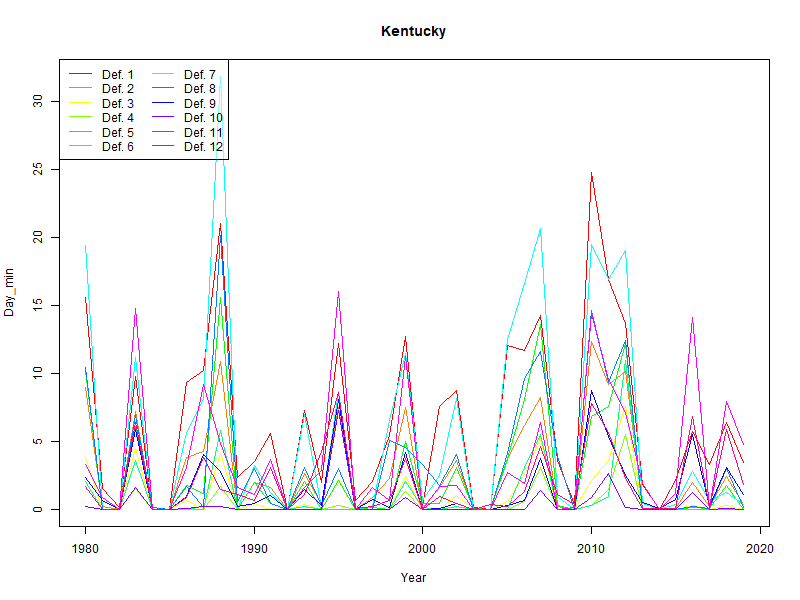 Kentucky
Def. 1 Def. 7
Def. 2 Def. 8
Def. 3 Def. 9
Def. 4 Def. 10
Def. 5 Def. 11
Def. 6 Def. 12
Day_min
0 5 10 15 20 25 30
1980 1990 2000 2010 2020
Year